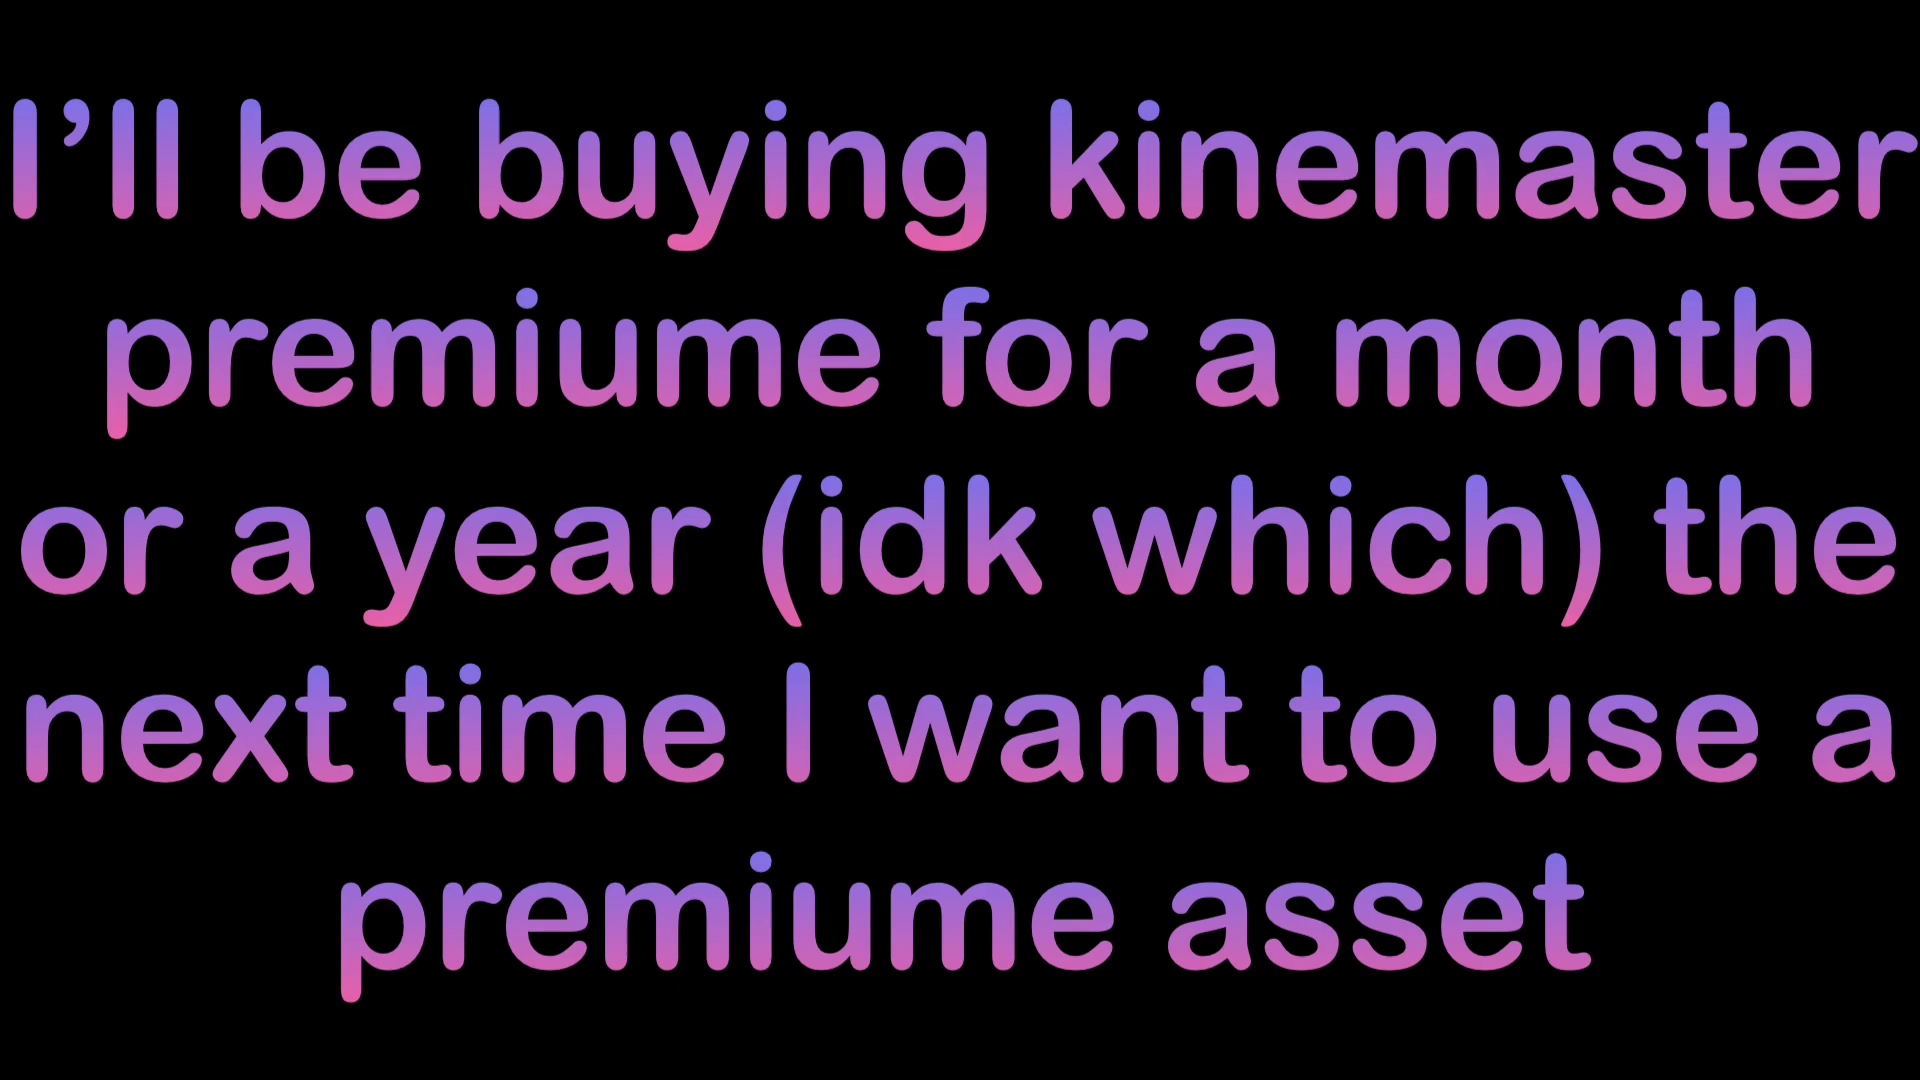 I’ll be buying kinemaster
premiume for a month
or a year (idk which) the
next time I want to use a
premiume asset